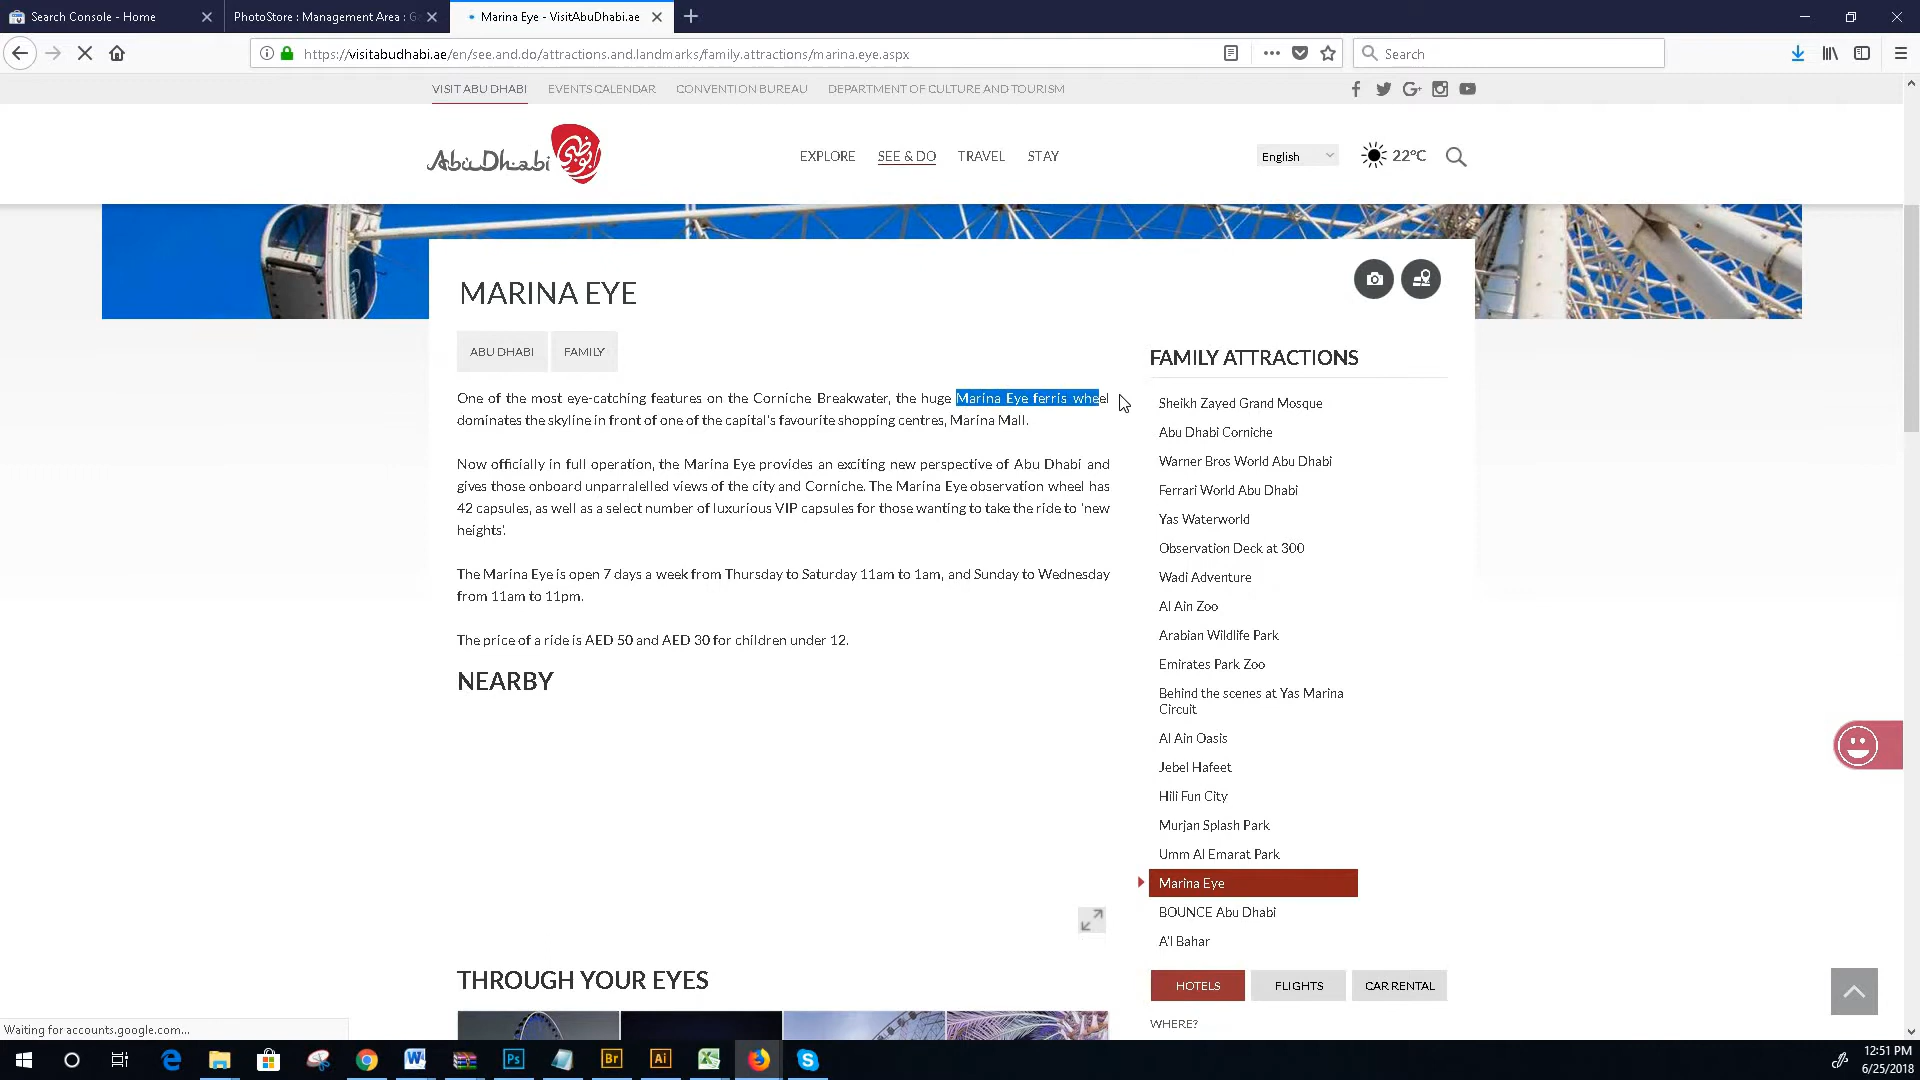 Search Console - Home
PhotoStore : Management Area : G
Marina Eye - VisitAbuDhabi.ae
https://visitabudhabi.ae/en/see.and.do/attractions.and.landmarks/family.attractions/marina.eye.aspx
Search
VISIT ABU DHABI
EVENTS CALENDAR
CONVENTION BUREAU
DEPARTMENT OF CULTURE AND TOURISM
Abu Dhabi
أبوظبي
EXPLORE
SEE & DO
TRAVEL
STAY
English
22°C
MARINA EYE
ABU DHABI
FAMILY
One of the most eye-catching features on the Corniche Breakwater, the huge Marina Eye ferris wheel
dominates the skyline in front of one of the capital's favourite shopping centres, Marina Mall.
Now officially in full operation, the Marina Eye provides an exciting new perspective of Abu Dhabi and
gives those onboard unparralelled views of the city and Corniche. The Marina Eye observation wheel has
42 capsules, as well as a select number of luxurious VIP capsules for those wanting to take the ride to 'new
heights'.
The Marina Eye is open 7 days a week from Thursday to Saturday 11am to 1am, and Sunday to Wednesday
from 11am to 11pm.
The price of a ride is AED 50 and AED 30 for children under 12.
NEARBY
THROUGH YOUR EYES
FAMILY ATTRACTIONS
Sheikh Zayed Grand Mosque
Abu Dhabi Corniche
Warner Bros World Abu Dhabi
Ferrari World Abu Dhabi
Yas Waterworld
Observation Deck at 300
Wadi Adventure
Al Ain Zoo
Arabian Wildlife Park
Emirates Park Zoo
Behind the scenes at Yas Marina
Circuit
Al Ain Oasis
Jebel Hafeet
Hili Fun City
Murjan Splash Park
Umm Al Emarat Park
Marina Eye
BOUNCE Abu Dhabi
A'l Bahar
HOTELS
FLIGHTS
CAR RENTAL
WHERE?
Waiting for accounts.google.com...
Ps
Br
Ai
12:51 PM
6/25/2018